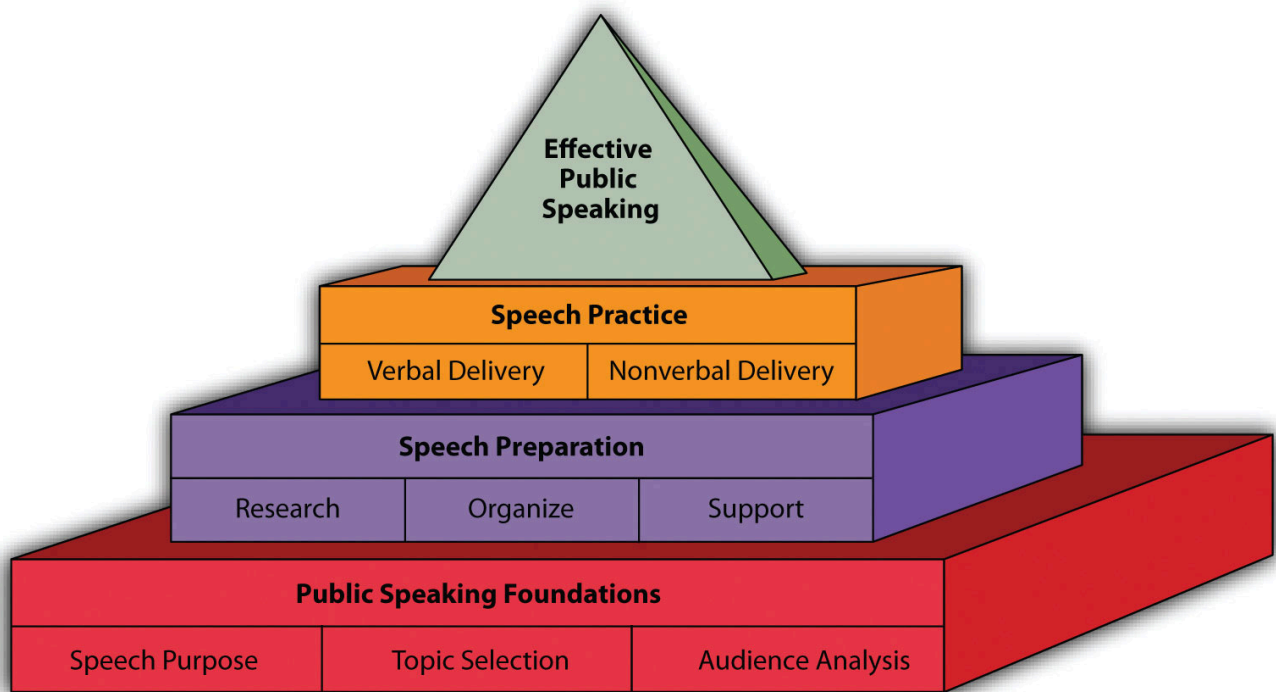 Effective
Public
Speaking
Speech Practice
Verbal Delivery
Nonverbal Delivery
Speech Preparation
Research
Organize
Support
Public Speaking Foundations
Speech Purpose
Topic Selection
Audience Analysis